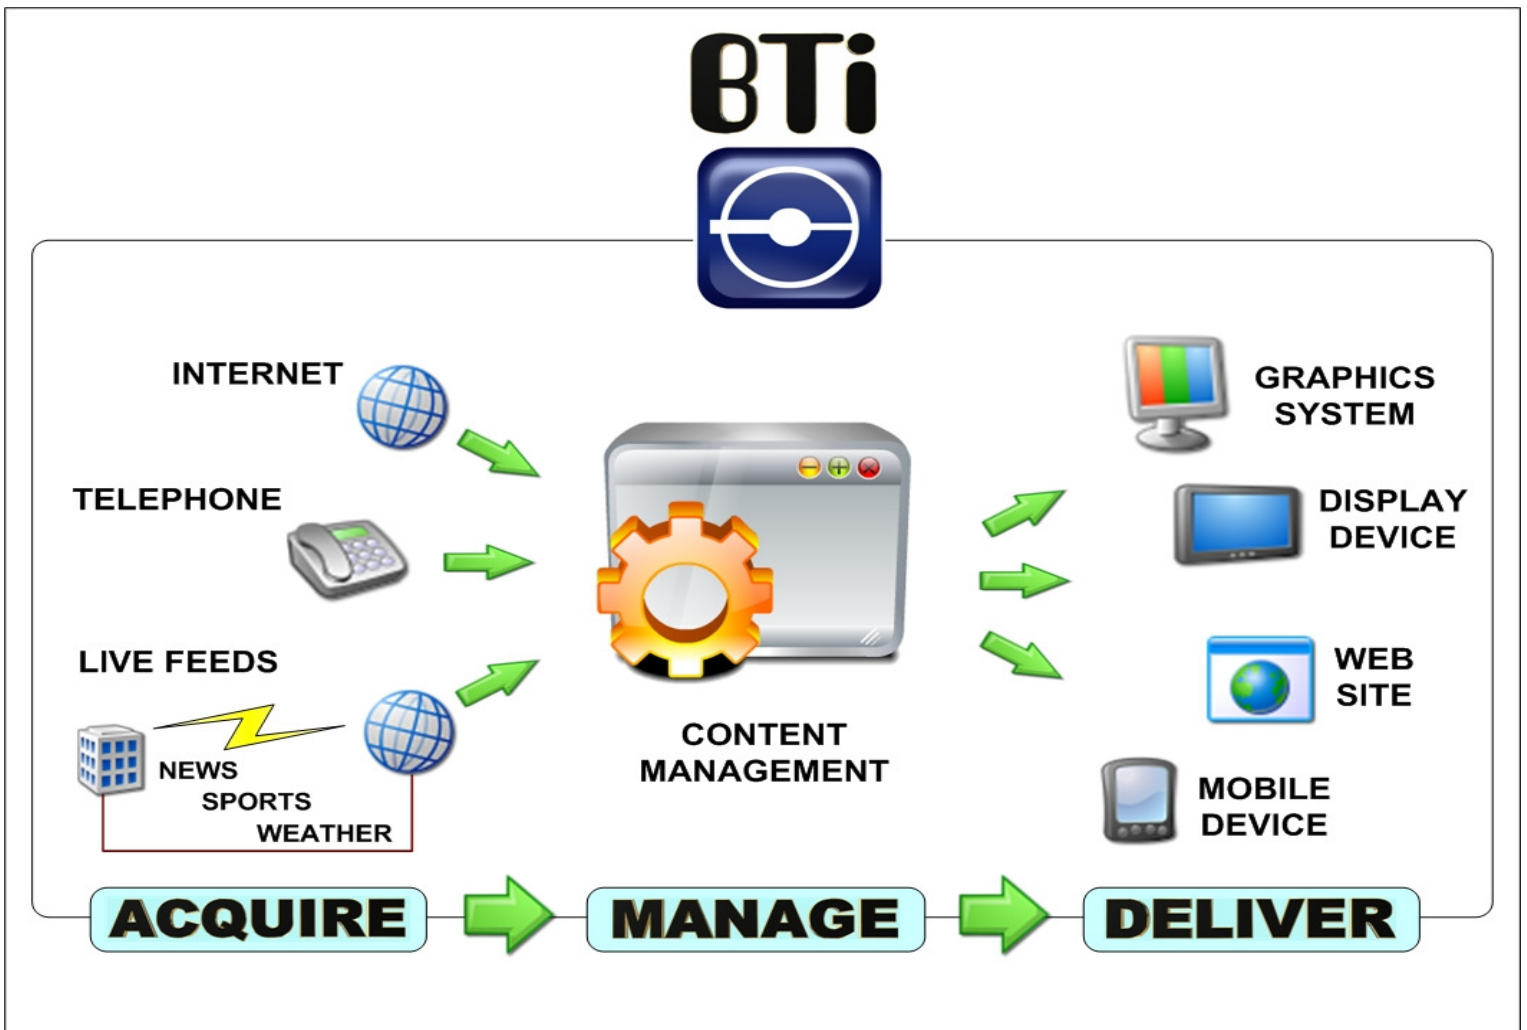 BTi
INTERNET
TELEPHONE
LIVE FEEDS
NEWS
SPORTS
WEATHER
CONTENT
MANAGEMENT
GRAPHICS
SYSTEM
DISPLAY
DEVICE
WEB
SITE
MOBILE
DEVICE
ACQUIRE
MANAGE
DELIVER